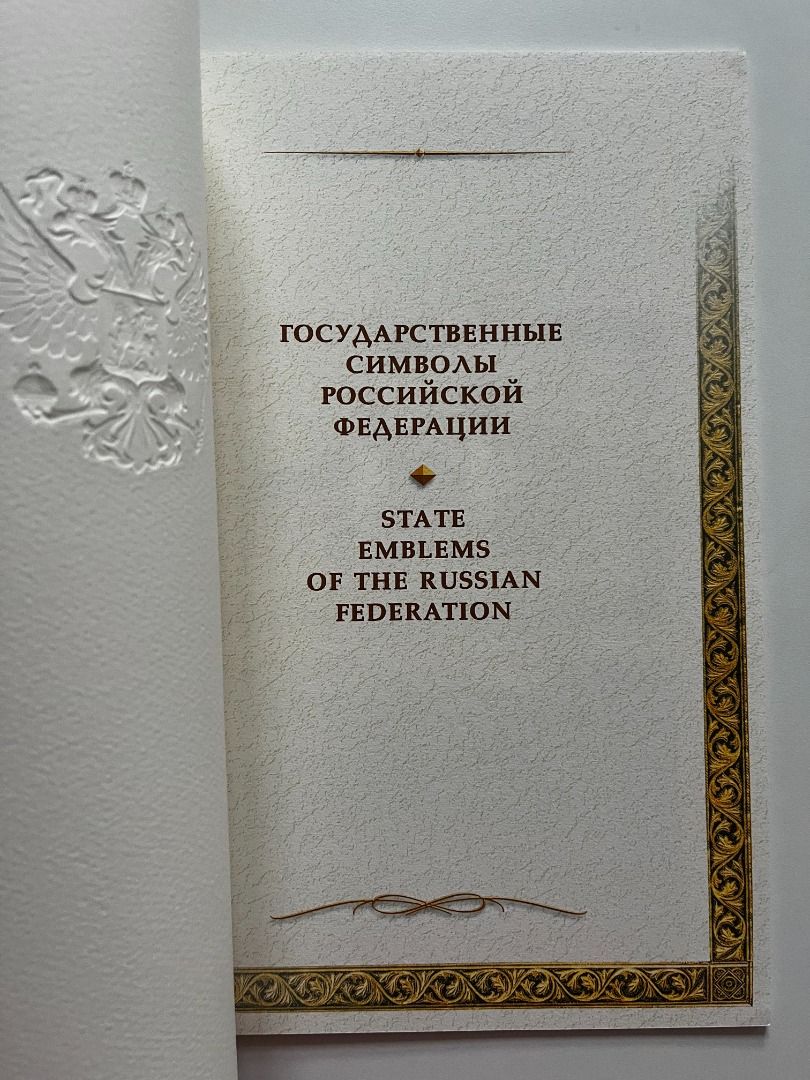 ГОСУДАРСТВЕННЫЕ
СИМВОЛЫ
РОССИЙСКОЙ
ФЕДЕРАЦИИ
STATE
EMBLEMS
OF THE RUSSIAN
FEDERATION